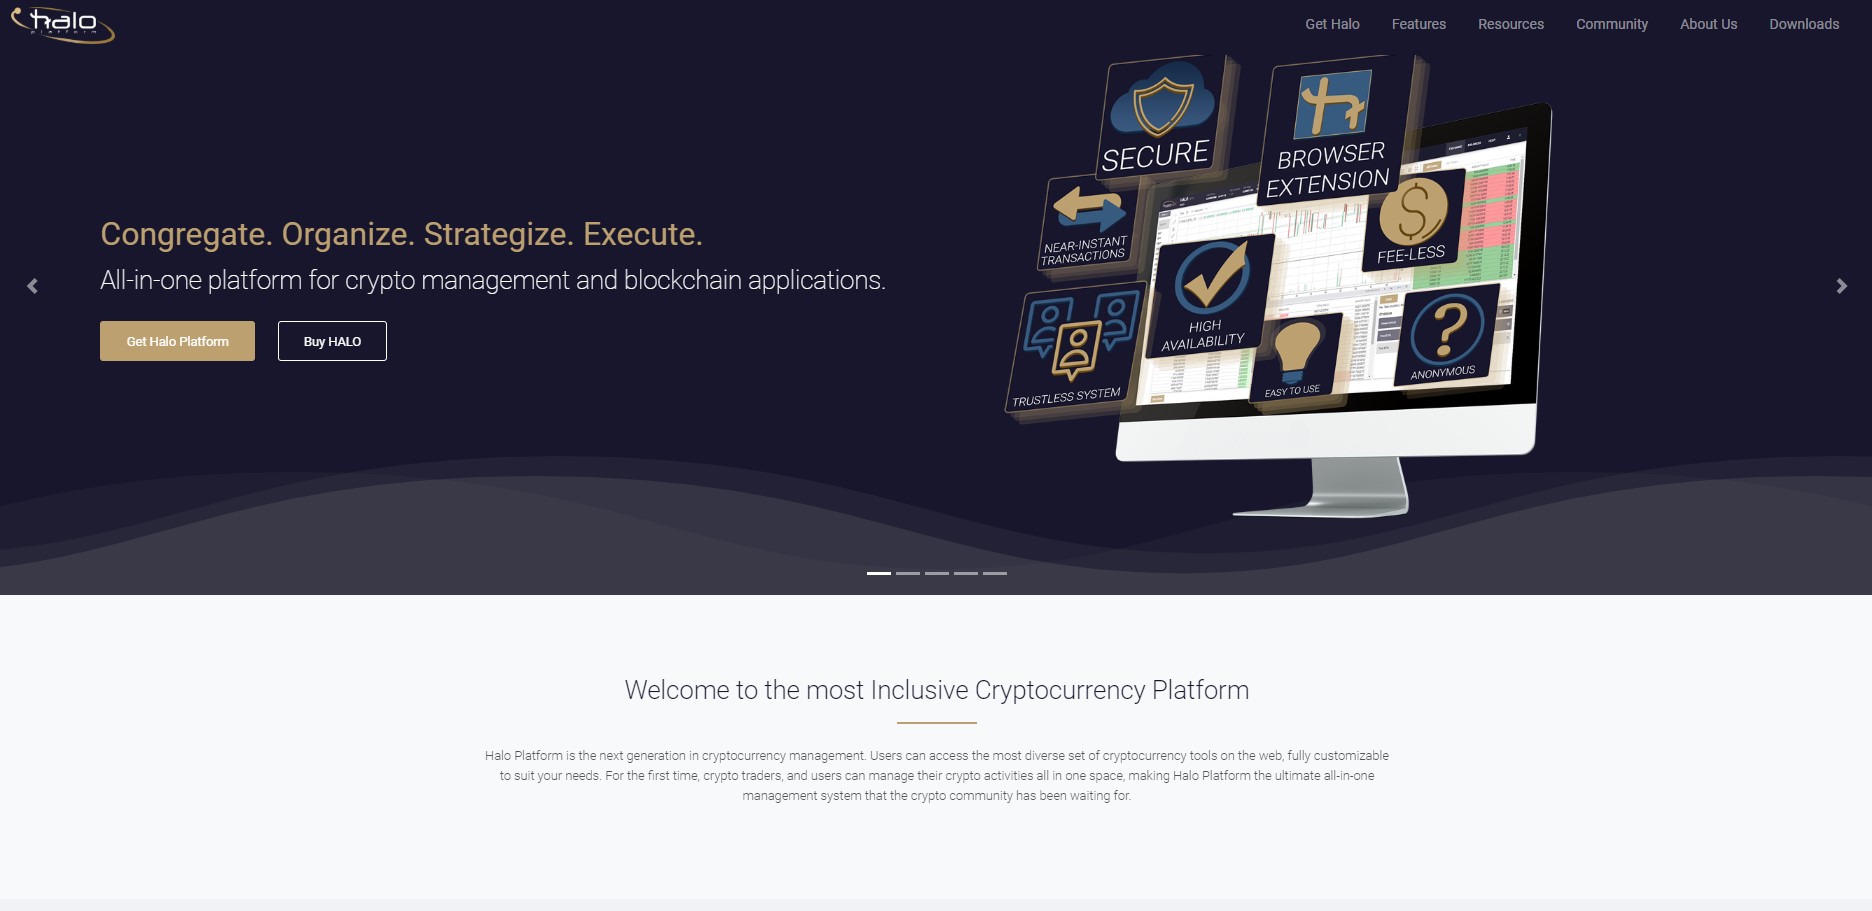 halo
platform
Get Halo
Features
Resources
Community
About Us
Downloads
Congregate. Organize. Strategize. Execute.
All-in-one platform for crypto management and blockchain applications.
Get Halo Platform
Buy HALO
SECURE
BROWSER
EXTENSION
NEAR-INSTANT
TRANSACTIONS
FEE-LESS
HIGH
AVAILABILITY
TRUSTLESS SYSTEM
EASY TO USE
ANONYMOUS
Welcome to the most Inclusive Cryptocurrency Platform
Halo Platform is the next generation in cryptocurrency management. Users can access the most diverse set of cryptocurrency tools on the web, fully customizable
to suit your needs. For the first time, crypto traders, and users can manage their crypto activities all in one space, making Halo Platform the ultimate all-in-one
management system that the crypto community has been waiting for.